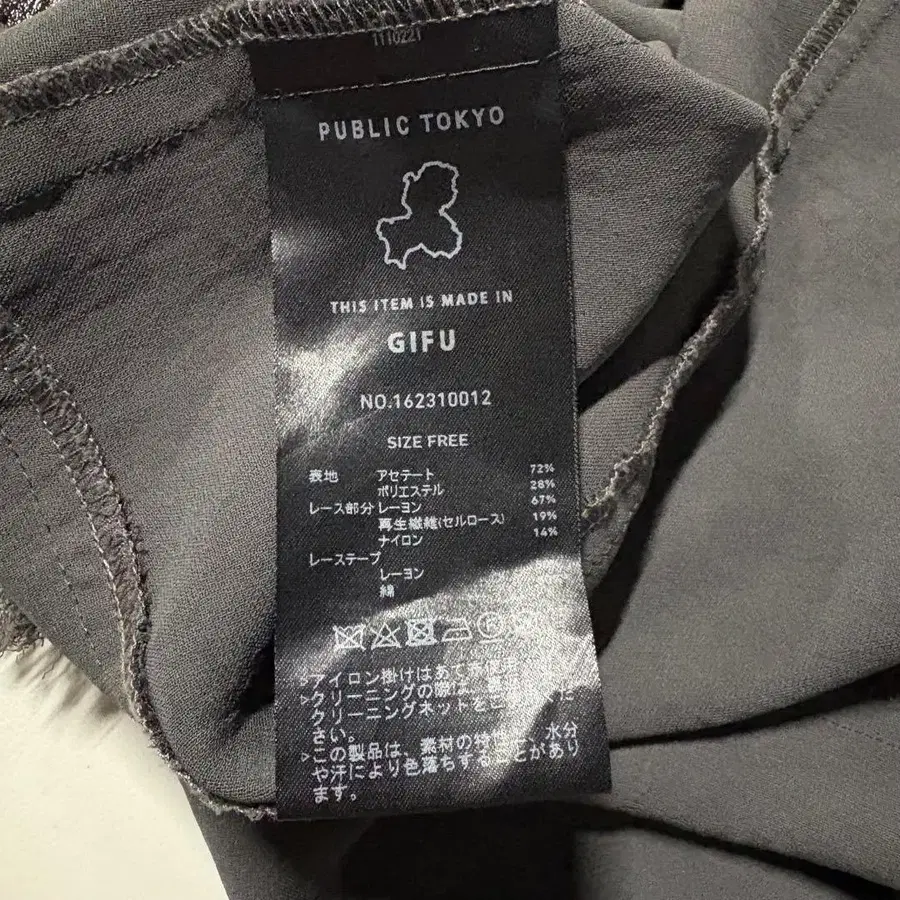 1110221
PUBLIC TOKYO
THIS ITEM IS MADE IN
GIFU
NO.162310012
SIZE FREE
表地 アセテート 72%
ポリエステル 28%
レース部分 レーヨン 67%
再生繊維(セルロース) 19%
ナイロン 14%
レーステープ
レーヨン
綿
>アイロン掛けはあて
>クリーニングの際は、
クリーニングネットを
さい。
>この製品は、素材の特性 水分
や汗により色落ちすることがあり
ます。